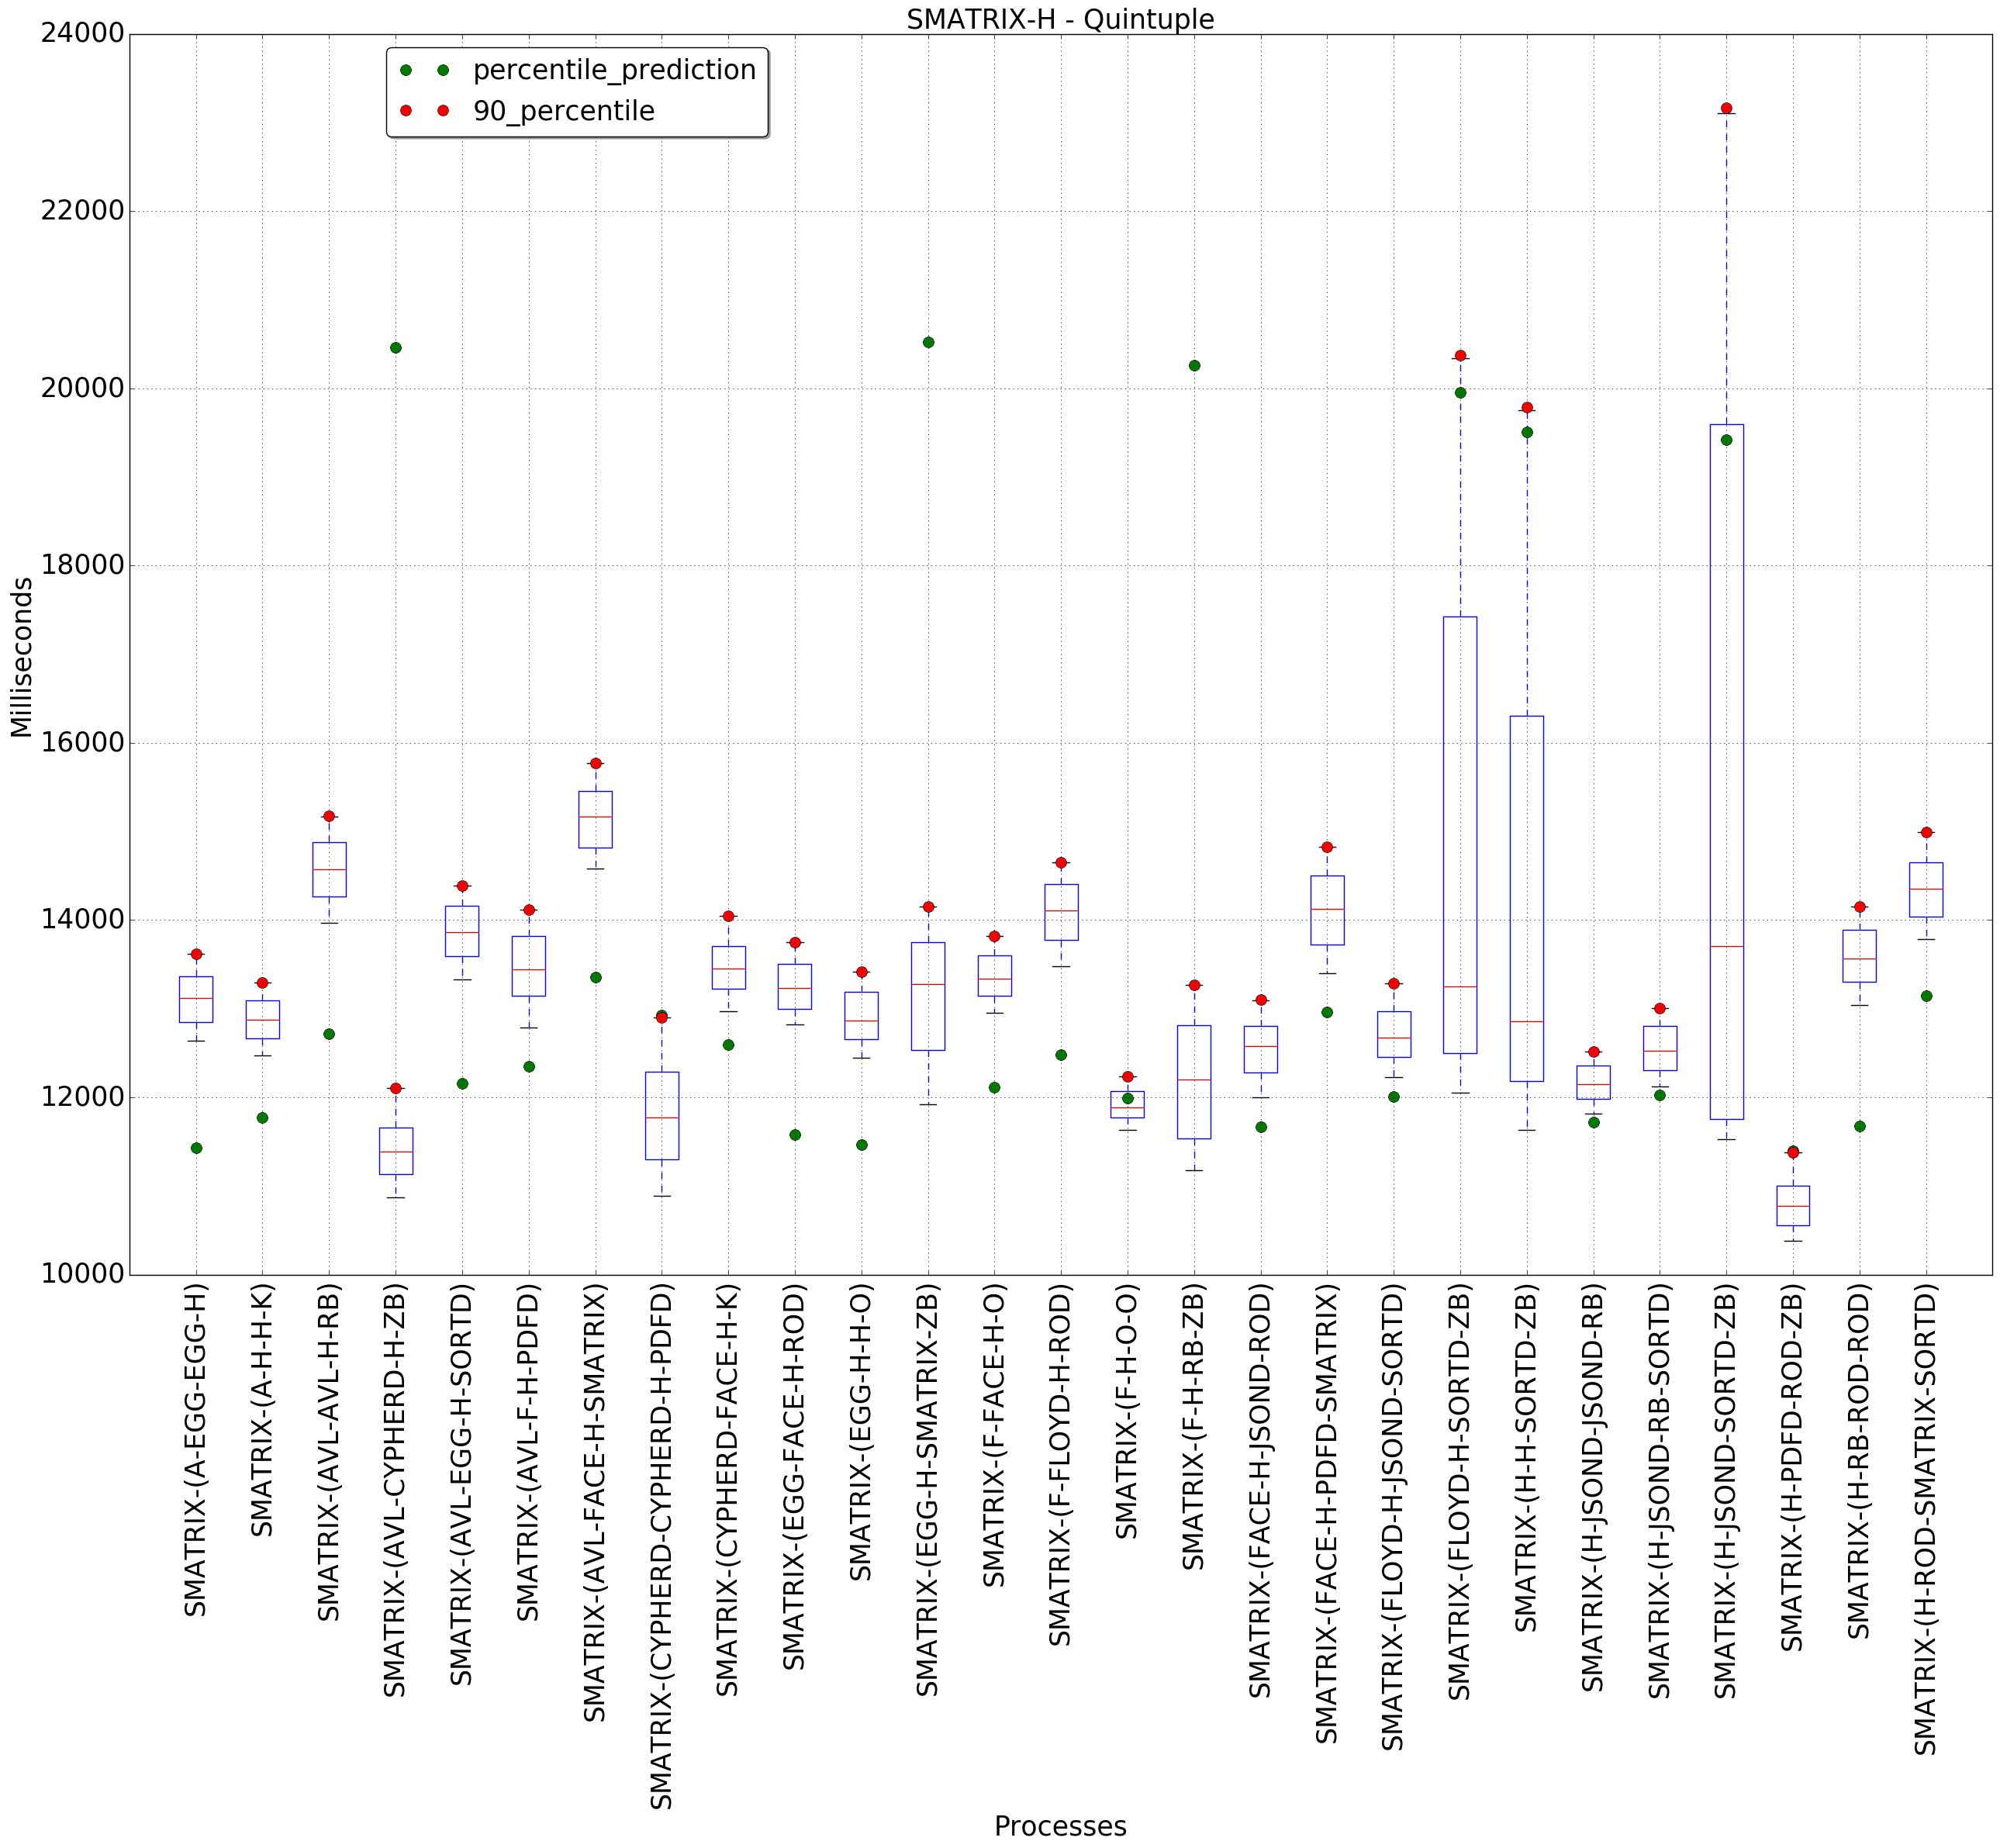 SMATRIX-H - Quintuple
percentile_prediction
90_percentile
24000
22000
20000
18000
16000
14000
12000
10000
Milliseconds
SMATRIX-(A-EGG-EGG-H)
SMATRIX-(A-H-H-K)
SMATRIX-(AVL-AVL-H-RB)
SMATRIX-(AVL-CYPHERD-H-ZB)
SMATRIX-(AVL-EGG-H-SORTD)
SMATRIX-(AVL-F-H-PDFD)
SMATRIX-(AVL-FACE-H-SMATRIX)
SMATRIX-(CYPHERD-CYPHERD-H-PDFD)
SMATRIX-(CYPHERD-FACE-H-K)
SMATRIX-(EGG-FACE-H-ROD)
SMATRIX-(EGG-H-H-O)
SMATRIX-(EGG-H-SMATRIX-ZB)
SMATRIX-(F-FACE-H-O)
SMATRIX-(F-FLOYD-H-ROD)
SMATRIX-(F-H-O-O)
SMATRIX-(F-H-RB-ZB)
SMATRIX-(FACE-H-JSOND-ROD)
SMATRIX-(FACE-H-PDFD-SMATRIX)
SMATRIX-(FLOYD-H-JSOND-SORTD)
SMATRIX-(FLOYD-H-SORTD-ZB)
SMATRIX-(H-H-SORTD-ZB)
SMATRIX-(H-JSOND-JSOND-RB)
SMATRIX-(H-JSOND-RB-SORTD)
SMATRIX-(H-JSOND-SORTD-ZB)
SMATRIX-(H-PDFD-ROD-ZB)
SMATRIX-(H-RB-ROD-ROD)
SMATRIX-(H-ROD-SMATRIX-SORTD)
Processes